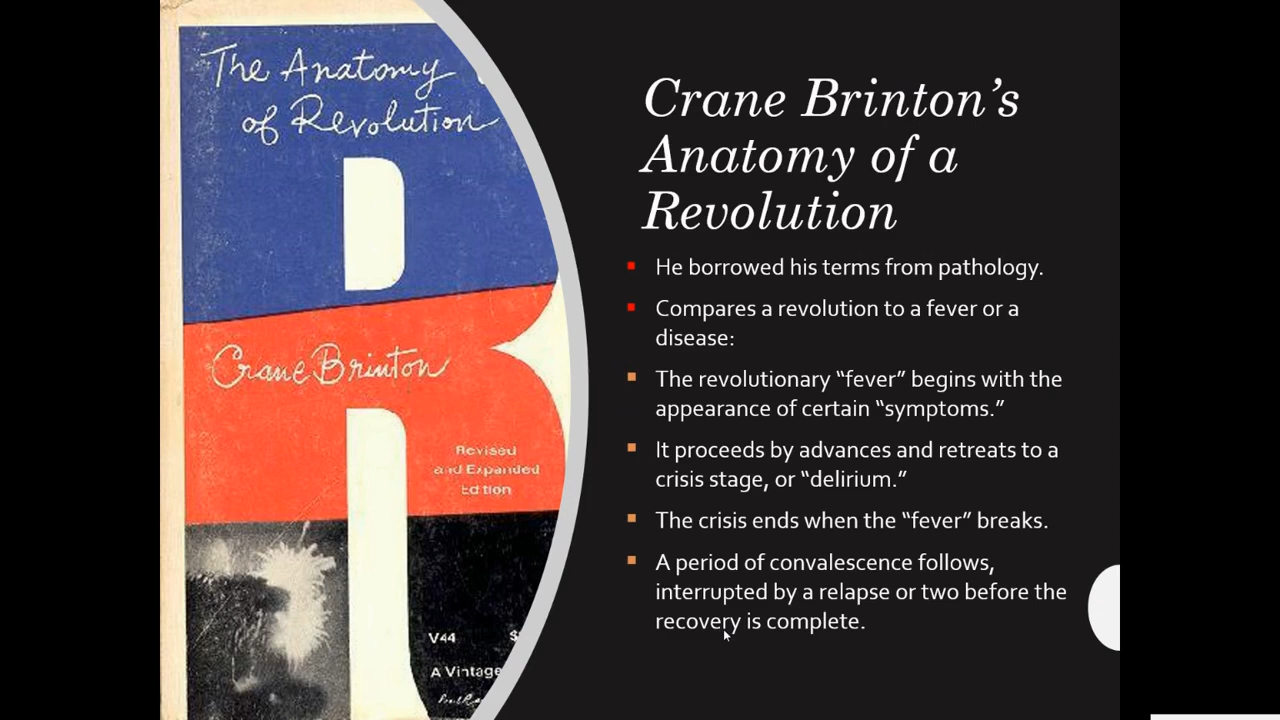 The Anatomy
of Revolution
Crane Brinton
Revised
and Expanded
Edition
V44 $
A Vintage
Crane Brinton’s
Anatomy of a
Revolution
He borrowed his terms from pathology.
Compares a revolution to a fever or a
disease:
The revolutionary “fever” begins with the
appearance of certain “symptoms.”
It proceeds by advances and retreats to a
crisis stage, or “delirium.”
The crisis ends when the “fever” breaks.
A period of convalescence follows,
interrupted by a relapse or two before the
recovery is complete.